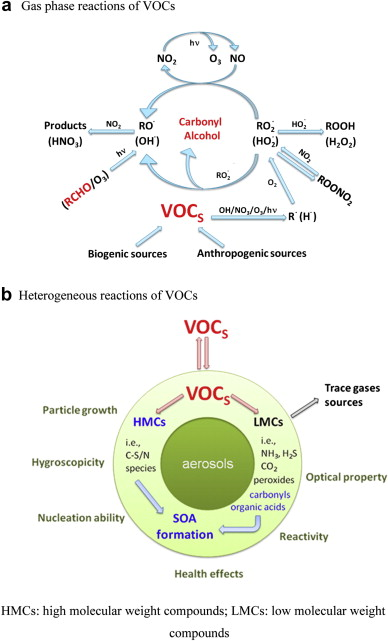 a Gas phase reactions of VOCs
hν
NO₂ O₃ NO
Products NO₂ RO˙ Carbonyl RO₂˙ HO₂˙ ROOH
(HNO₃) (OH˙) Alcohol (HO₂˙) (H₂O₂)
hν RO₂˙ O₂ NO₂
(RCHO/O₃) ROONO₂
VOCS OH/NO₃/O₃/hν R˙(H˙)
Biogenic sources Anthropogenic sources
b Heterogeneous reactions of VOCs
VOCS
VOCS
Trace gases
sources
Particle growth
HMCs LMCs
i.e.,
C-S/N
species
aerosols
i.e.,
NH₃, H₂S
CO₂
peroxides
carbonyls
organic acids
Hygroscopicity
Optical property
Nucleation ability
SOA
formation
Reactivity
Health effects
HMCs: high molecular weight compounds; LMCs: low molecular weight
compounds